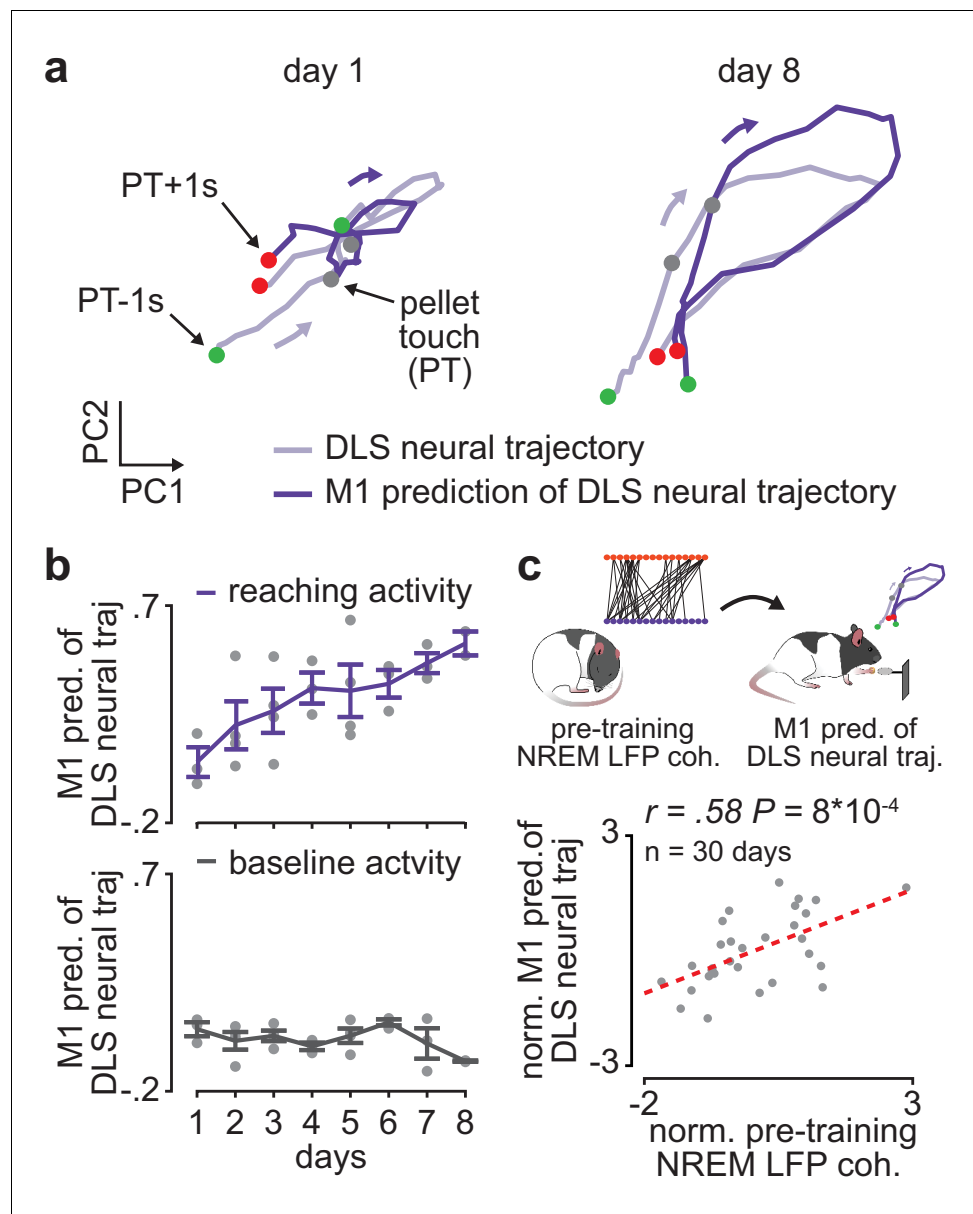 a
day 1
day 8
PT+1s
PT-1s
pellet
touch
(PT)
PC2
PC1
DLS neural trajectory
M1 prediction of DLS neural trajectory
b
reaching activity
.7
-.2
M1 pred. of
DLS neural traj
baseline actvity
.7
-.2
M1 pred. of
DLS neural traj
1 2 3 4 5 6 7 8
days
c
pre-training
NREM LFP coh.
M1 pred. of
DLS neural traj.
r = .58 P = 8*10-4
n = 30 days
3
-3
norm. M1 pred.of
DLS neural traj
-2 3
norm. pre-training
NREM LFP coh.